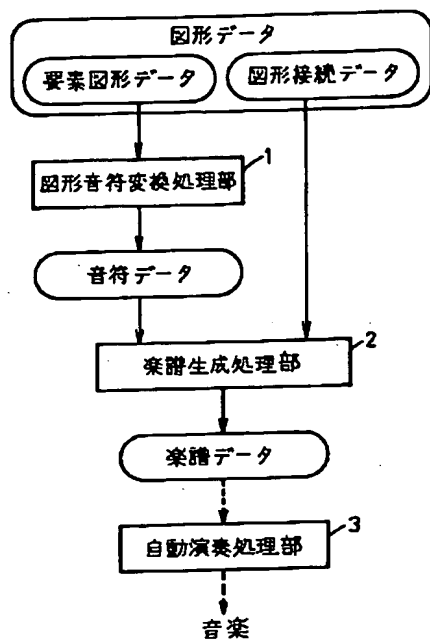 図形データ
要素図形データ
図形接続データ
1
図形音符変換処理部
音符データ
2
楽譜生成処理部
楽譜データ
3
自動演奏処理部
音楽